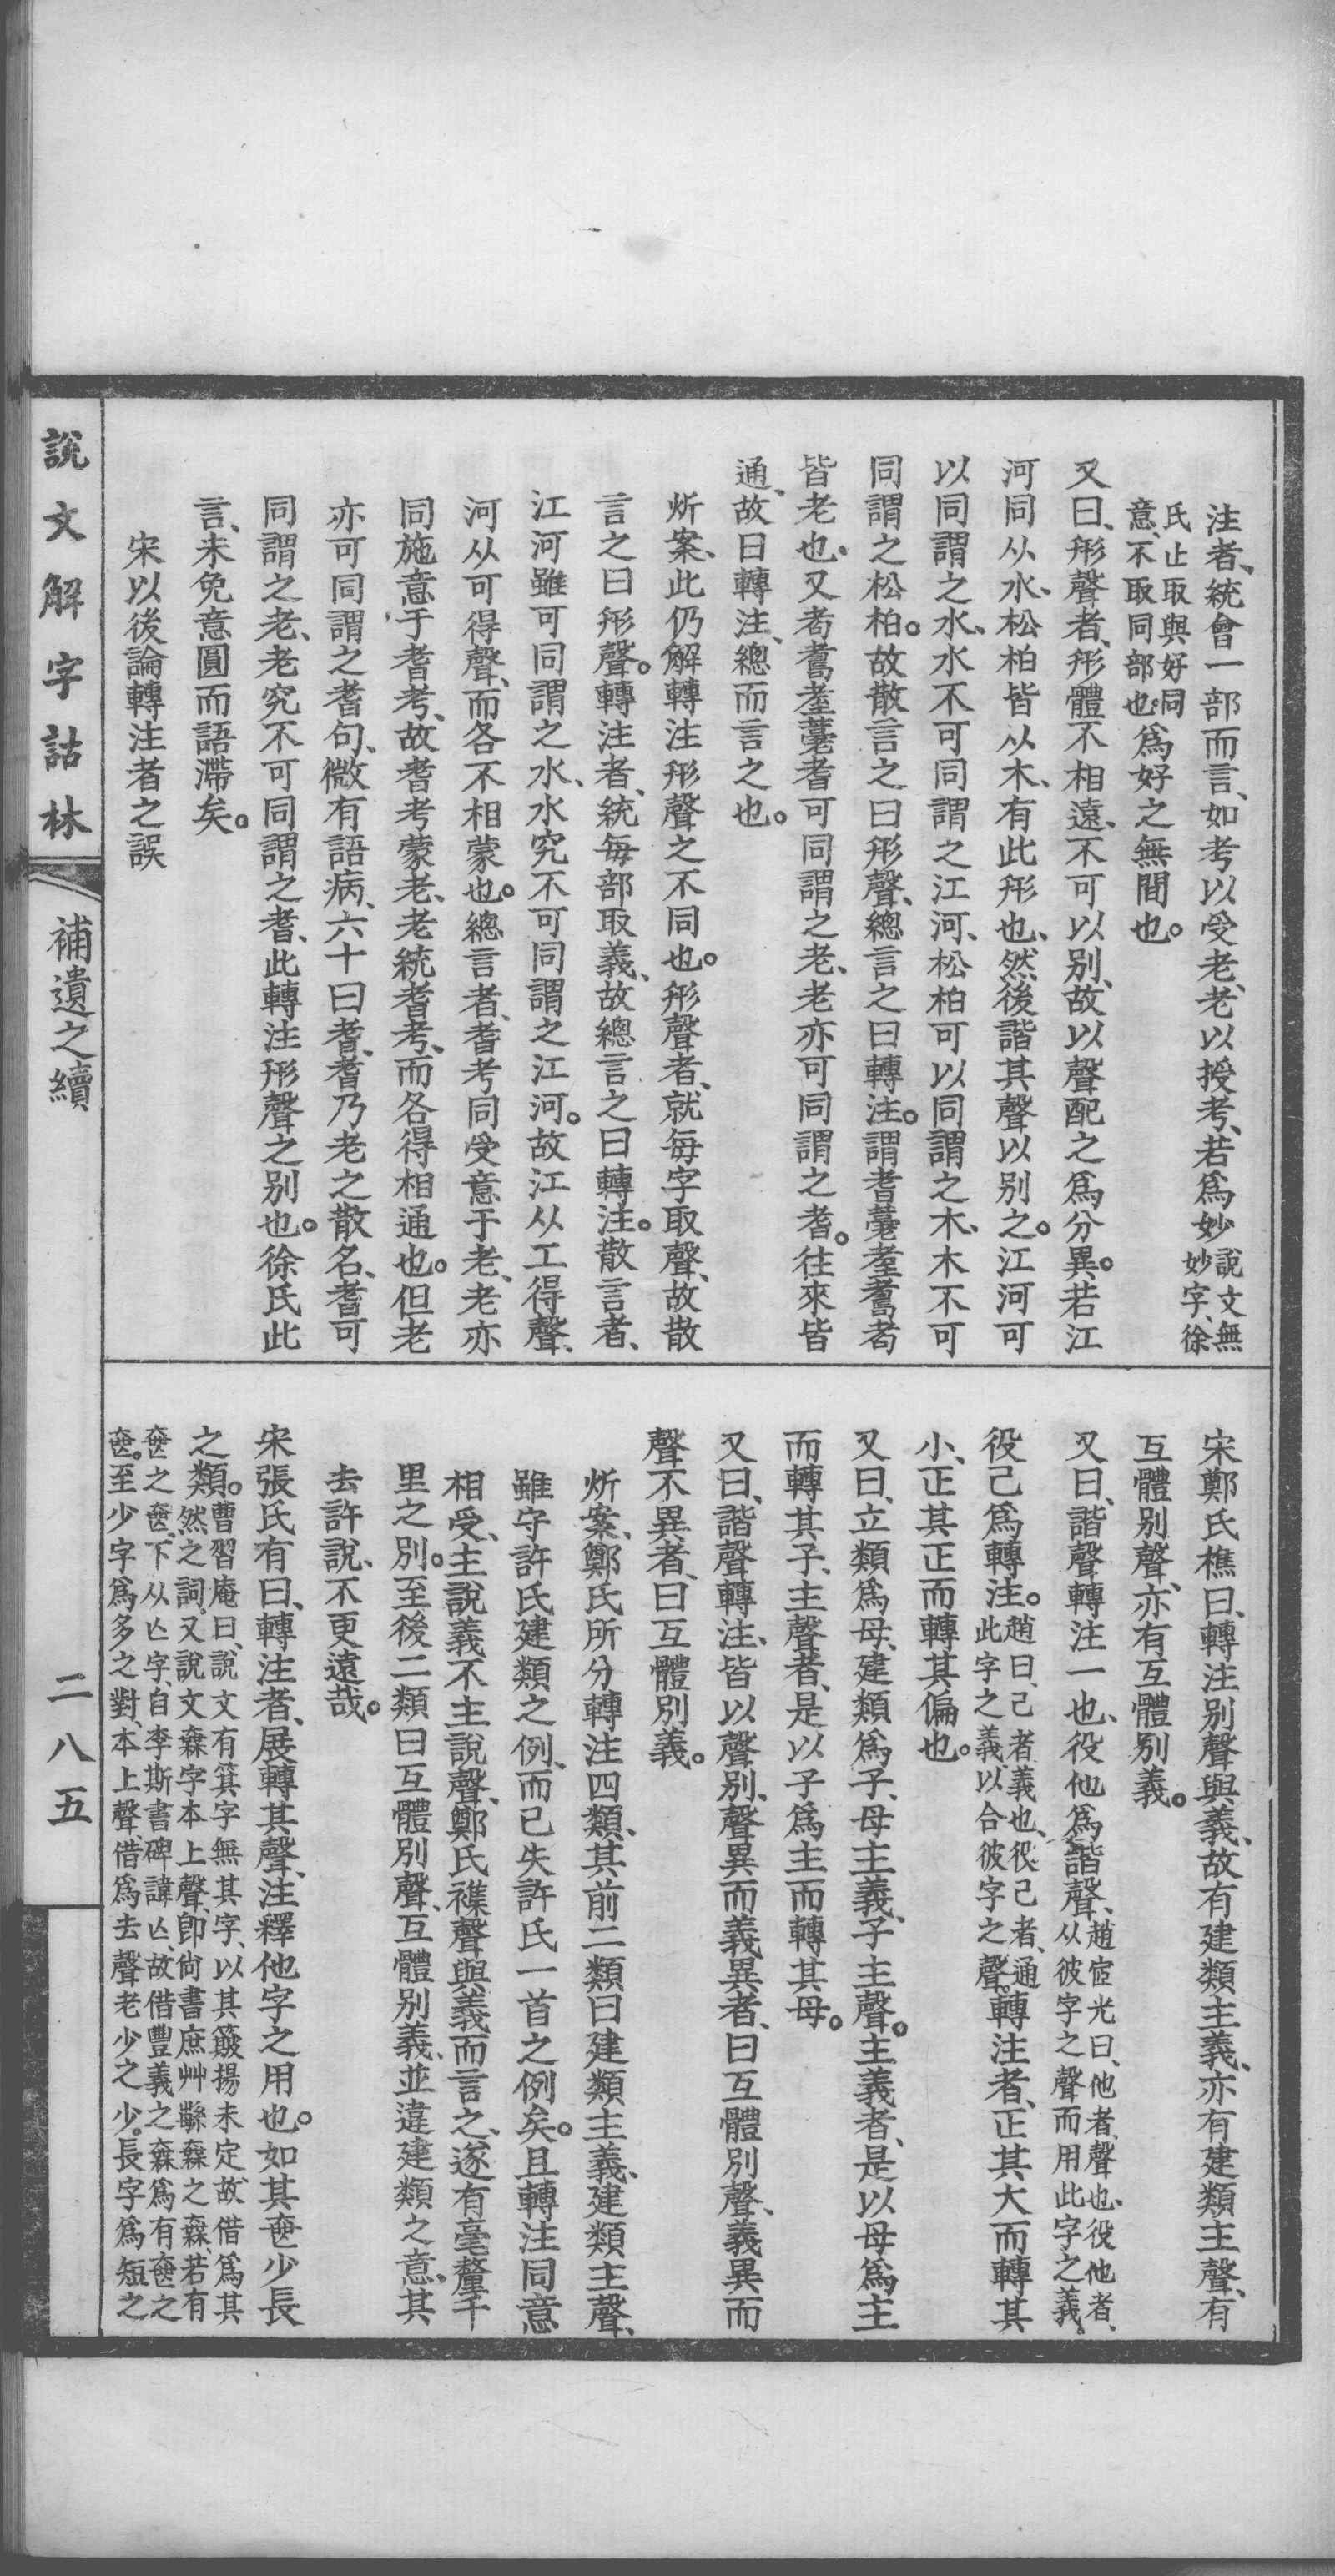 注者、統會一部而言、如考以受老、老以授考、若爲妙說文無妙字、徐
氏止取與好同意、不取同部也、爲好之無間也。
又曰、形聲者、形體不相遠、不可以別、故以聲配之爲分異。若江
河同从水、松柏皆从木、有此形也、然後諧其聲以別之。江河可
以同謂之水、水不可同謂之江河、松柏可以同謂之木、木不可
同謂之松柏。故散言之曰形聲、總言之曰轉注。謂耆耄耋耉耇
皆老也、又耇耆耋耄耆可同謂之老、老亦可同謂之耆。往來皆
通、故曰轉注、總而言之也。
炘案、此仍解轉注形聲之不同也。形聲者、就每字取聲、故散
言之曰形聲。轉注者、統每部取義、故總言之曰轉注。散言者、
江河雖可同謂之水、水究不可同謂之江河。故江从工得聲、
河从可得聲、而各不相蒙也。總言者、耆考同受意于老、老亦
同施意于耆考、故耆考蒙老、老統耆考、而各得相通也。但老
亦可同謂之耆句、微有語病、六十曰耆、耆乃老之散名、耆可
同謂之老、老究不可同謂之耆、此轉注形聲之別也。徐氏此
言、未免意圓而語滯矣。
宋以後論轉注者之誤
宋鄭氏樵曰、轉注別聲與義、故有建類主義、亦有建類主聲、有
互體別聲、亦有互體別義。
又曰、諧聲轉注一也、役他爲諧聲、趙宧光曰、他者、聲也、役他者、从彼字之聲而用此字之義。
役己爲轉注。趙曰、己者義也、役己者、通此字之義、以合彼字之聲。轉注者、正其大而轉其
小、正其正而轉其偏也。
又曰、立類爲母、建類爲子、母主義、子主聲。主義者、是以母爲主
而轉其子、主聲者、是以子爲主而轉其母。
又曰、諧聲轉注、皆以聲別、聲異而義異者、曰互體別聲、義異而
聲不異者、曰互體別義。
炘案、鄭氏所分轉注四類、其前二類曰建類主義、建類主聲、
雖守許氏建類之例、而已失許氏一首之例矣。且轉注同意
相受、主說義不主說聲、鄭氏襍聲與義而言之、遂有毫釐千
里之別。至後二類曰互體別聲、互體別義、並違建類之意、其
去許說、不更遠哉。
宋張氏有曰、轉注者、展轉其聲、注釋他字之用也。如其少長
之類。曹習庵曰、說文有箕字無其字、以其簸揚未定、故借爲其然之詞。又說文字本上聲、卽尙書庶艸緐之、若有
之、下从亾字、自李斯書碑諱亾、故借豐義之爲有之。至少字爲多之對、本上聲、借爲去聲老少之少。長字爲短之
說文解字詁林
補遺之續
二八五